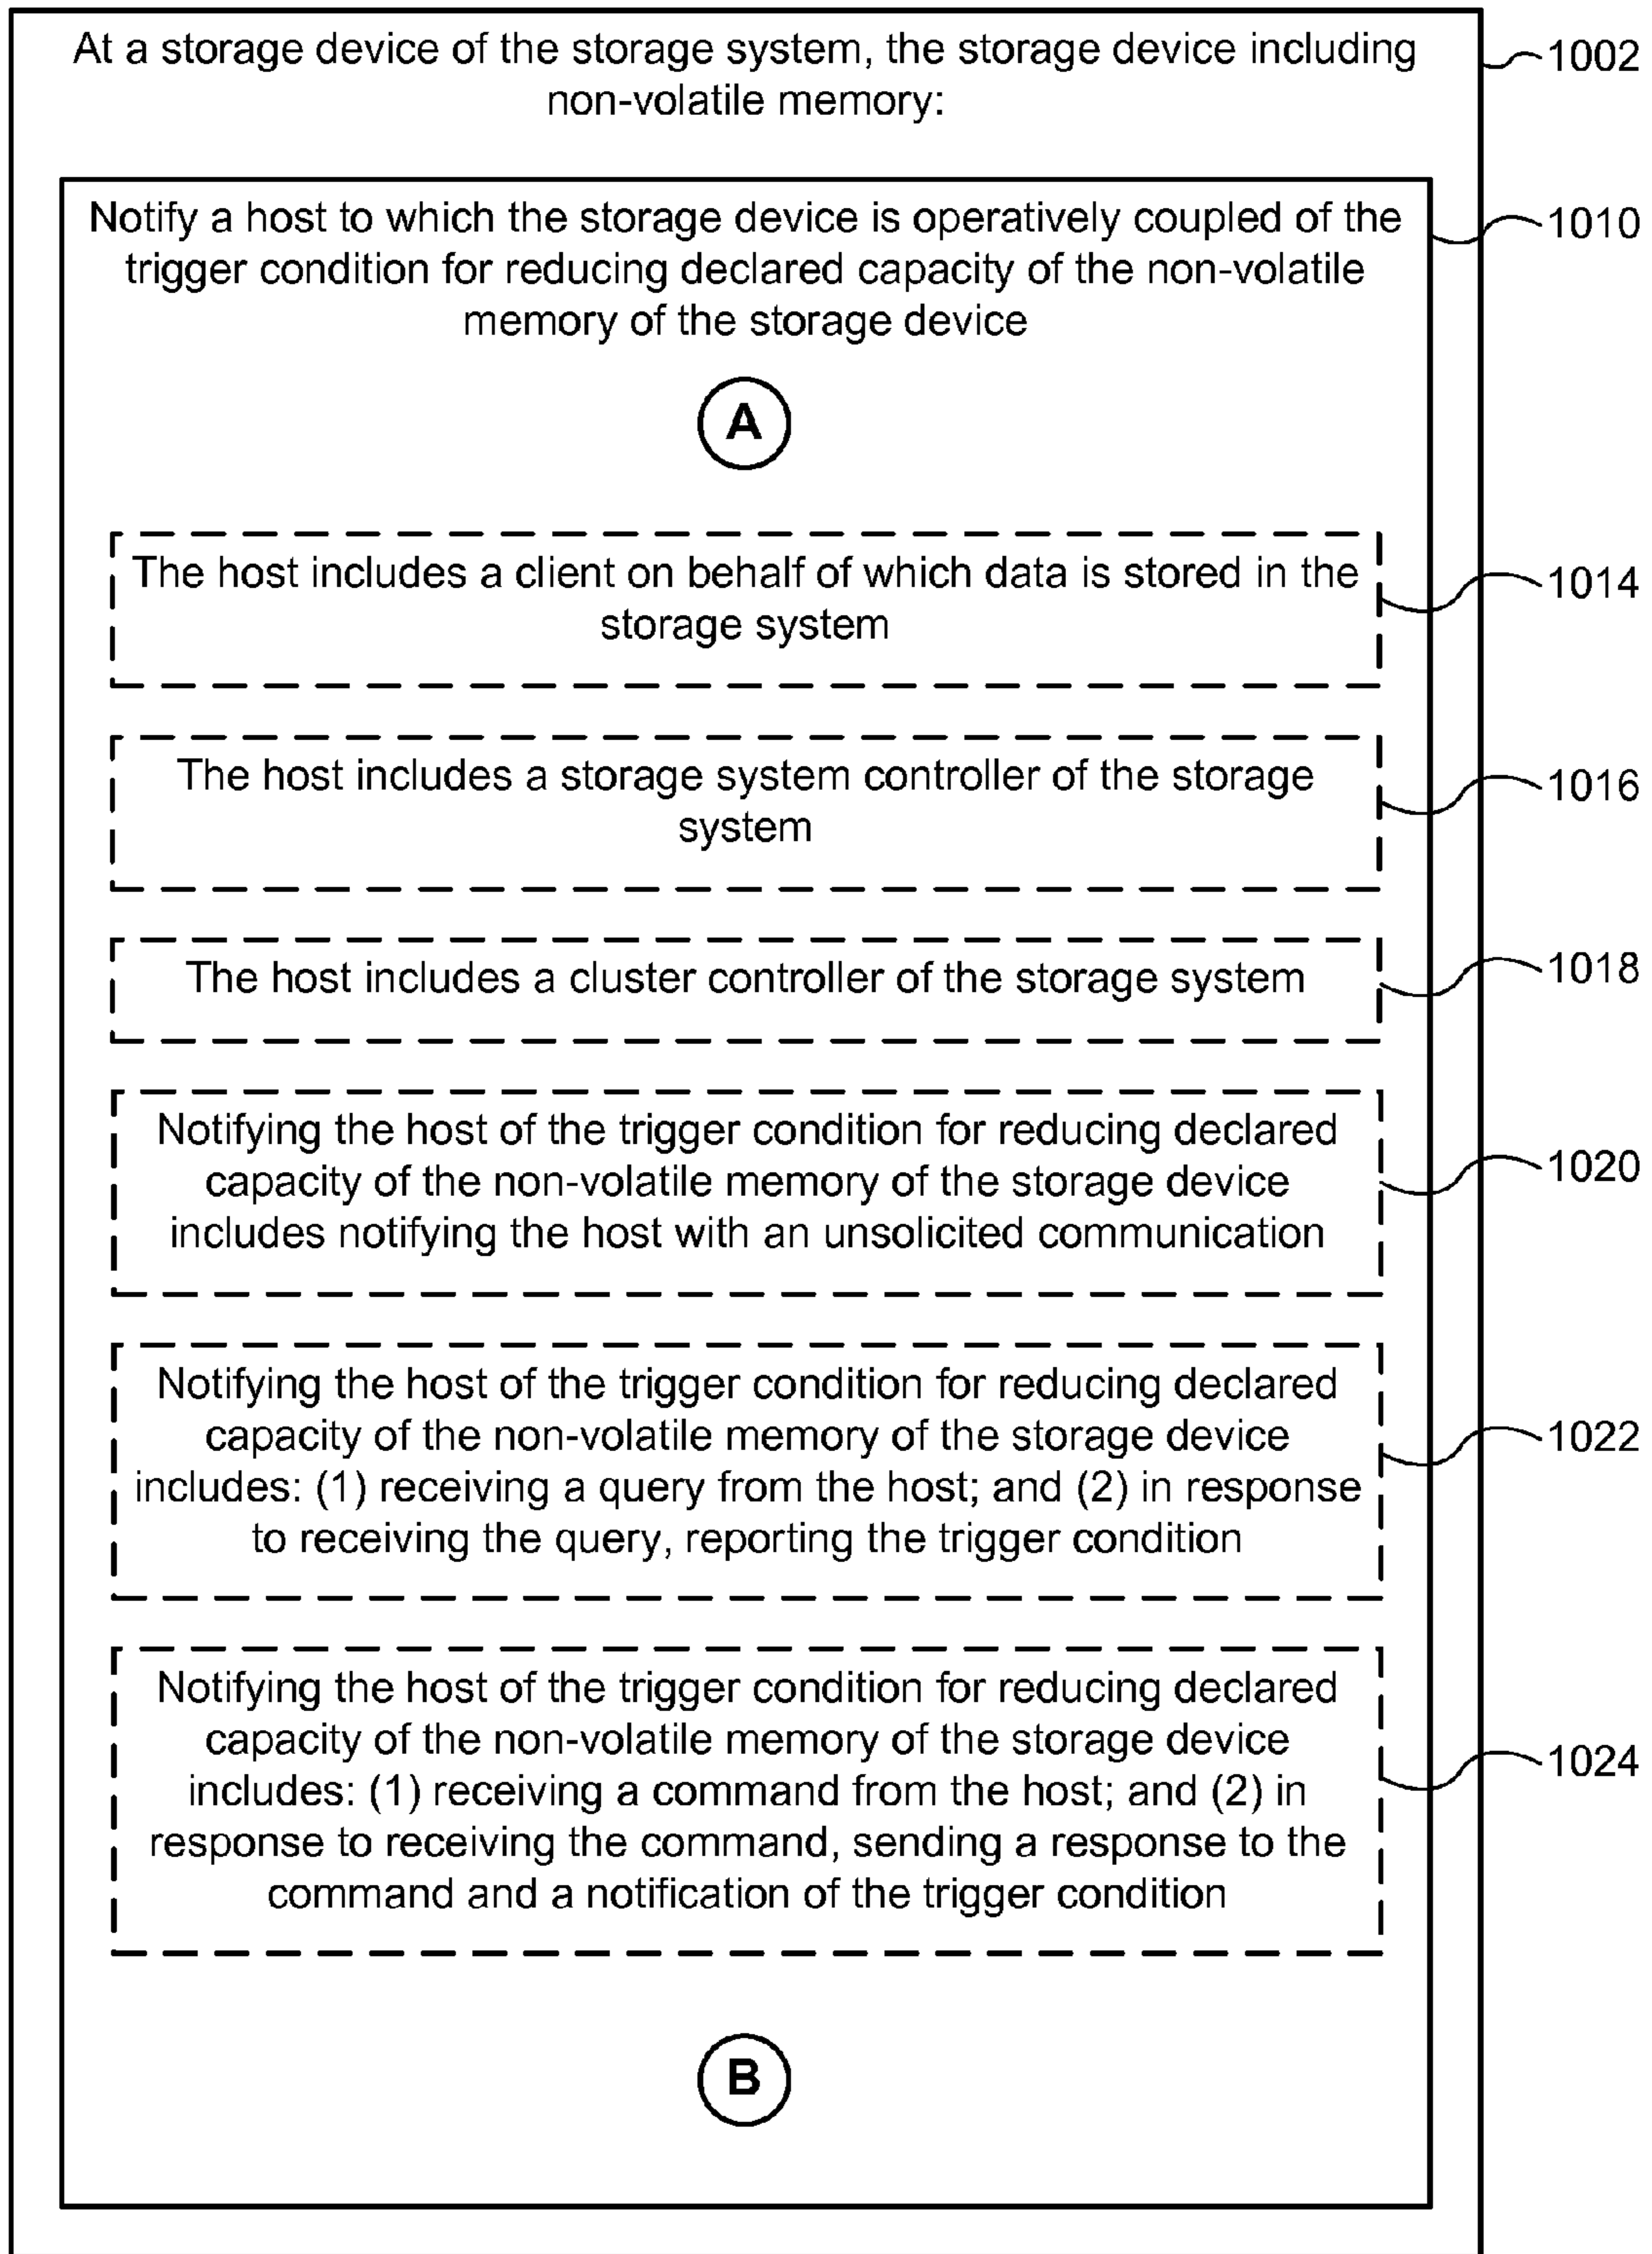 At a storage device of the storage system, the storage device including
non-volatile memory:
1002
Notify a host to which the storage device is operatively coupled of the
trigger condition for reducing declared capacity of the non-volatile
memory of the storage device
1010
A
The host includes a client on behalf of which data is stored in the
storage system
1014
The host includes a storage system controller of the storage
system
1016
The host includes a cluster controller of the storage system
1018
Notifying the host of the trigger condition for reducing declared
capacity of the non-volatile memory of the storage device
includes notifying the host with an unsolicited communication
1020
Notifying the host of the trigger condition for reducing declared
capacity of the non-volatile memory of the storage device
includes: (1) receiving a query from the host; and (2) in response
to receiving the query, reporting the trigger condition
1022
Notifying the host of the trigger condition for reducing declared
capacity of the non-volatile memory of the storage device
includes: (1) receiving a command from the host; and (2) in
response to receiving the command, sending a response to the
command and a notification of the trigger condition
1024
B